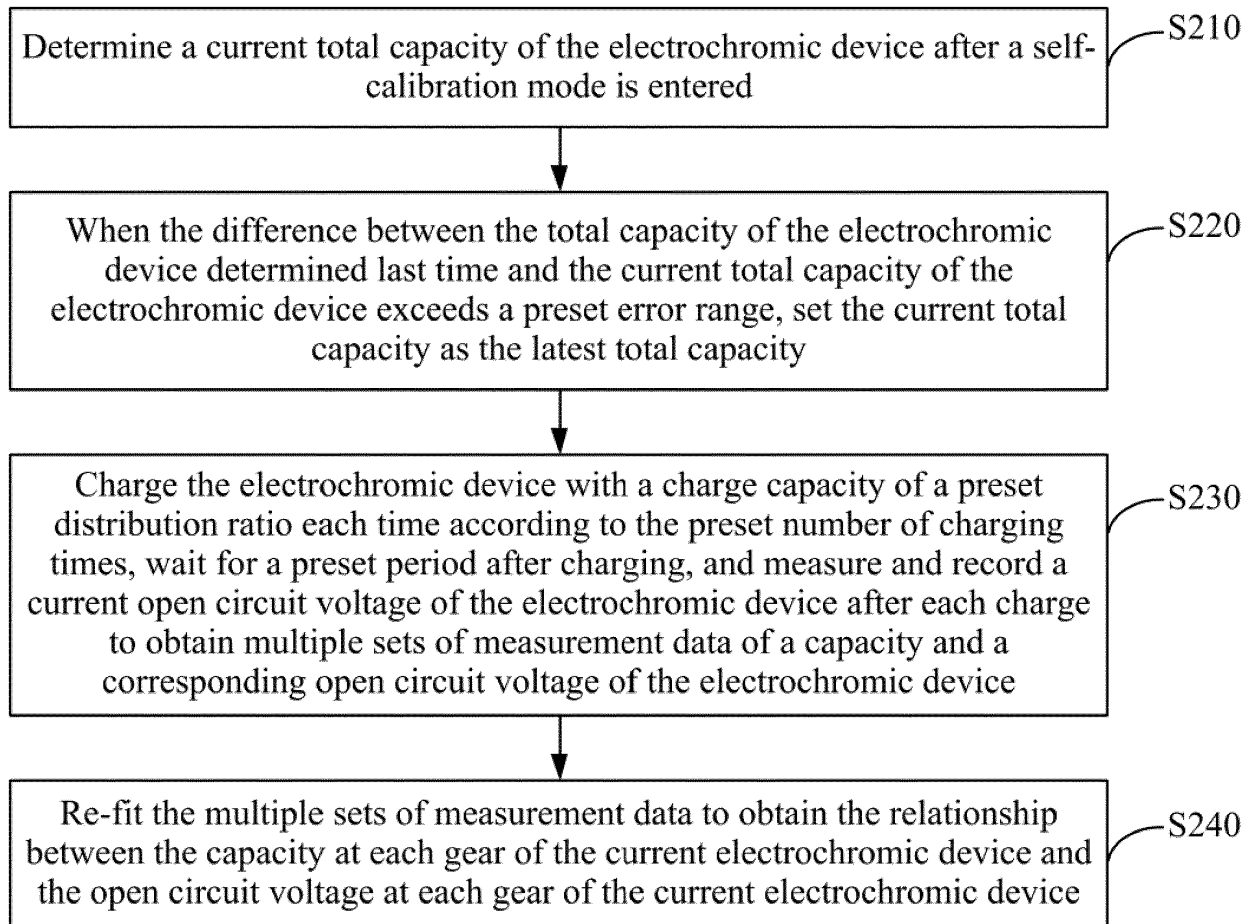 Determine a current total capacity of the electrochromic device after a self-
calibration mode is entered
S210
When the difference between the total capacity of the electrochromic
device determined last time and the current total capacity of the
electrochromic device exceeds a preset error range, set the current total
capacity as the latest total capacity
S220
Charge the electrochromic device with a charge capacity of a preset
distribution ratio each time according to the preset number of charging
times, wait for a preset period after charging, and measure and record a
current open circuit voltage of the electrochromic device after each charge
to obtain multiple sets of measurement data of a capacity and a
corresponding open circuit voltage of the electrochromic device
S230
Re-fit the multiple sets of measurement data to obtain the relationship
between the capacity at each gear of the current electrochromic device and
the open circuit voltage at each gear of the current electrochromic device
S240